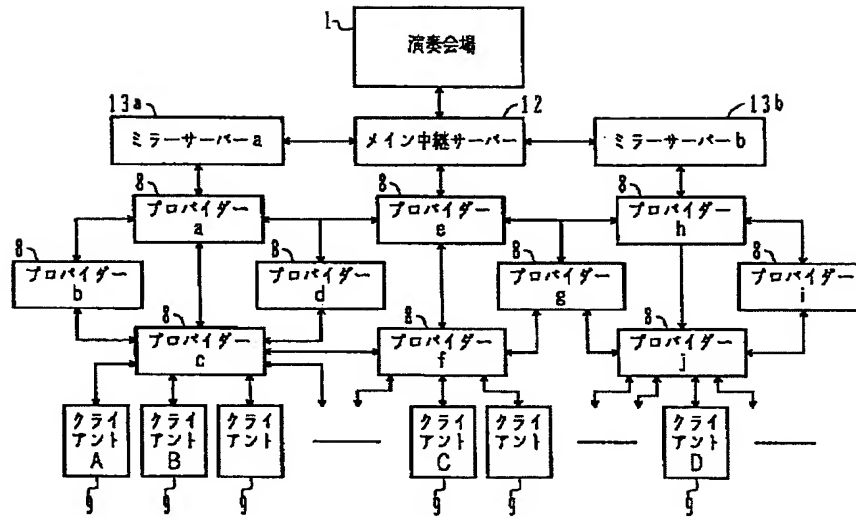 1
演奏会場
13a
12
13b
ミラーサーバーa
メイン中継サーバー
ミラーサーバーb
8
プロバイダー
a
8
プロバイダー
e
8
プロバイダー
h
8
プロバイダー
b
8
プロバイダー
d
8
プロバイダー
g
8
プロバイダー
i
8
プロバイダー
c
8
プロバイダー
f
8
プロバイダー
j
クライ
アント
A
クライ
アント
B
クライ
アント
クライ
アント
C
クライ
アント
クライ
アント
D
9
9
9
9
9
9